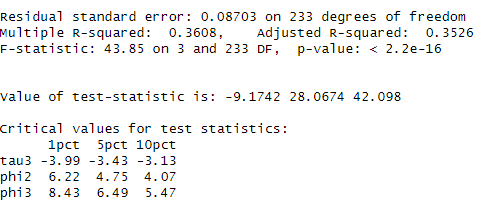 Residual standard error: 0.08703 on 233 degrees of freedom
Multiple R-squared:  0.3608,    Adjusted R-squared:  0.3526
F-statistic: 43.85 on 3 and 233 DF,  p-value: < 2.2e-16
Value of test-statistic is: -9.1742 28.0674 42.098
Critical values for test statistics:
      1pct  5pct 10pct
tau3 -3.99 -3.43 -3.13
phi2  6.22  4.75  4.07
phi3  8.43  6.49  5.47